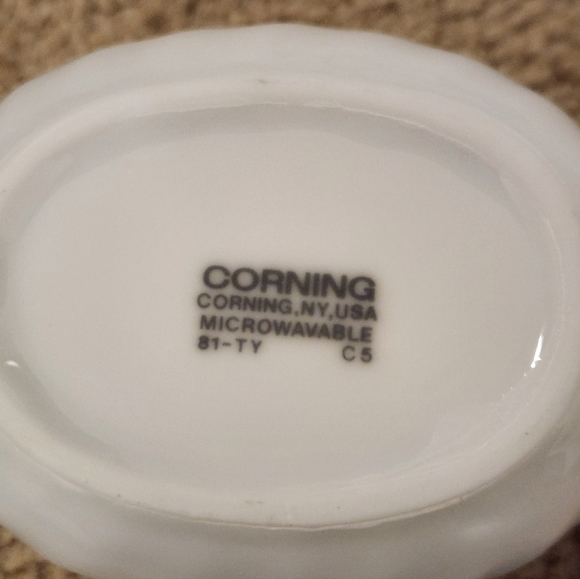 CORNING
CORNING, NY, USA
MICROWAVABLE
81-TY C5